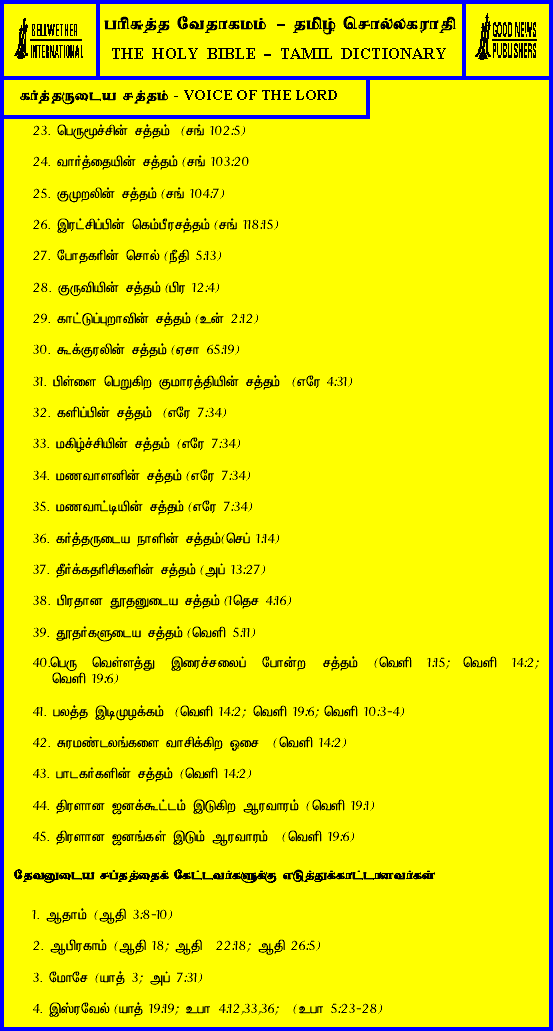 BELLWETHER
INTERNATIONAL
பரிசுத்த வேதாகமம் – தமிழ் சொல்லகராதி
THE HOLY BIBLE – TAMIL DICTIONARY
GOOD NEWS
PUBLISHERS
கர்த்தருடைய சத்தம் - VOICE OF THE LORD
23. பெருமூச்சின் சத்தம் (சங் 102:5)
24. வார்த்தையின் சத்தம் (சங் 103:20
25. குமுறலின் சத்தம் (சங் 104:7)
26. இரட்சிப்பின் கெம்பீரசத்தம் (சங் 118:15)
27. போதகரின் சொல் (நீதி 5:13)
28. குருவியின் சத்தம் (பிர 12:4)
29. காட்டுப்புறாவின் சத்தம் (உன் 2:12)
30. கூக்குரலின் சத்தம் (ஏசா 65:19)
31. பிள்ளை பெறுகிற குமாரத்தியின் சத்தம் (எரே 4:31)
32. களிப்பின் சத்தம் (எரே 7:34)
33. மகிழ்ச்சியின் சத்தம் (எரே 7:34)
34. மணவாளனின் சத்தம் (எரே 7:34)
35. மணவாட்டியின் சத்தம் (எரே 7:34)
36. கர்த்தருடைய நாளின் சத்தம்(செப் 1:14)
37. தீர்க்கதரிசிகளின் சத்தம் (அப் 13:27)
38. பிரதான தூதனுடைய சத்தம் (1தெச 4:16)
39. தூதர்களுடைய சத்தம் (வெளி 5:11)
40.பெரு வெள்ளத்து இரைச்சலைப் போன்ற சத்தம் (வெளி 1:15; வெளி 14:2;
வெளி 19:6)
41. பலத்த இடிமுழக்கம் (வெளி 14:2; வெளி 19:6; வெளி 10:3-4)
42. சுரமண்டலங்களை வாசிக்கிற ஓசை (வெளி 14:2)
43. பாடகர்களின் சத்தம் (வெளி 14:2)
44. திரளான ஜனக்கூட்டம் இடுகிற ஆரவாரம் (வெளி 19:1)
45. திரளான ஜனங்கள் இடும் ஆரவாரம் (வெளி 19:6)
தேவனுடைய சப்தத்தைக் கேட்டவர்களுக்கு எடுத்துக்காட்டானவர்கள்
1. ஆதாம் (ஆதி 3:8-10)
2. ஆபிரகாம் (ஆதி 18; ஆதி 22:18; ஆதி 26:5)
3. மோசே (யாத் 3; அப் 7:31)
4. இஸ்ரவேல் (யாத் 19:19; உபா 4:12,33,36; (உபா 5:23-28)